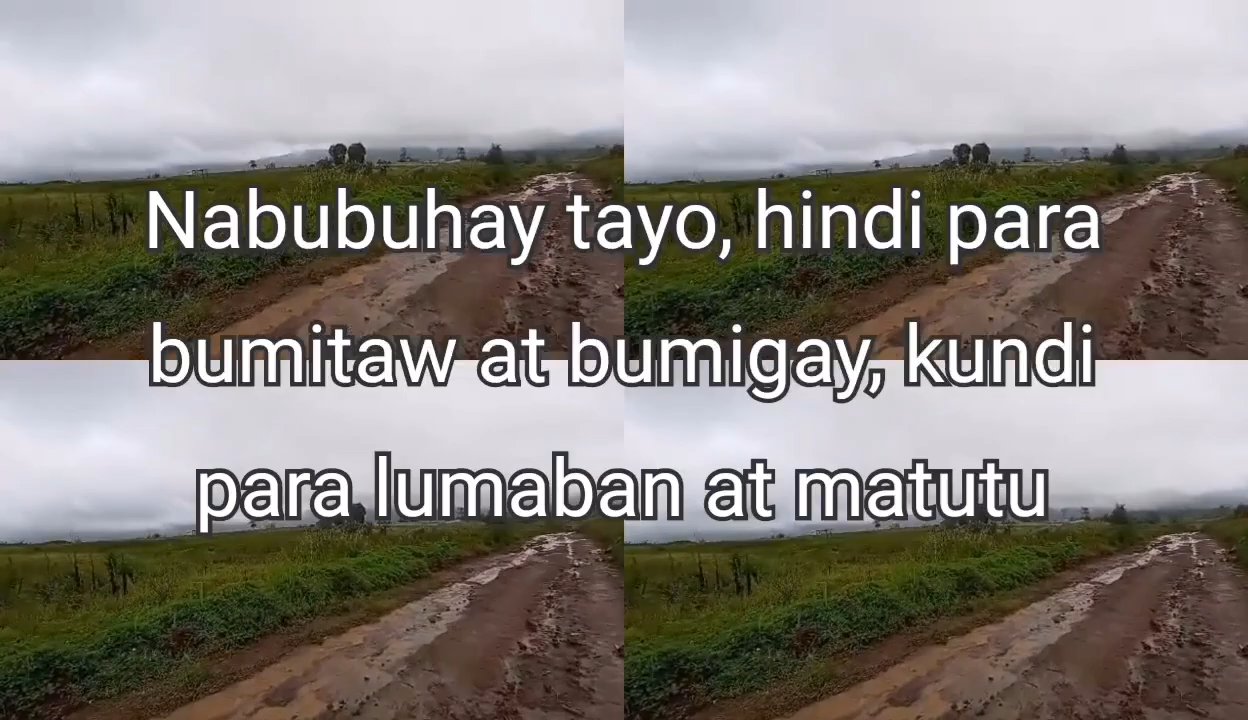 Nabubuhay tayo, hindi para
bumitaw at bumigay, kundi
para lumaban at matutu